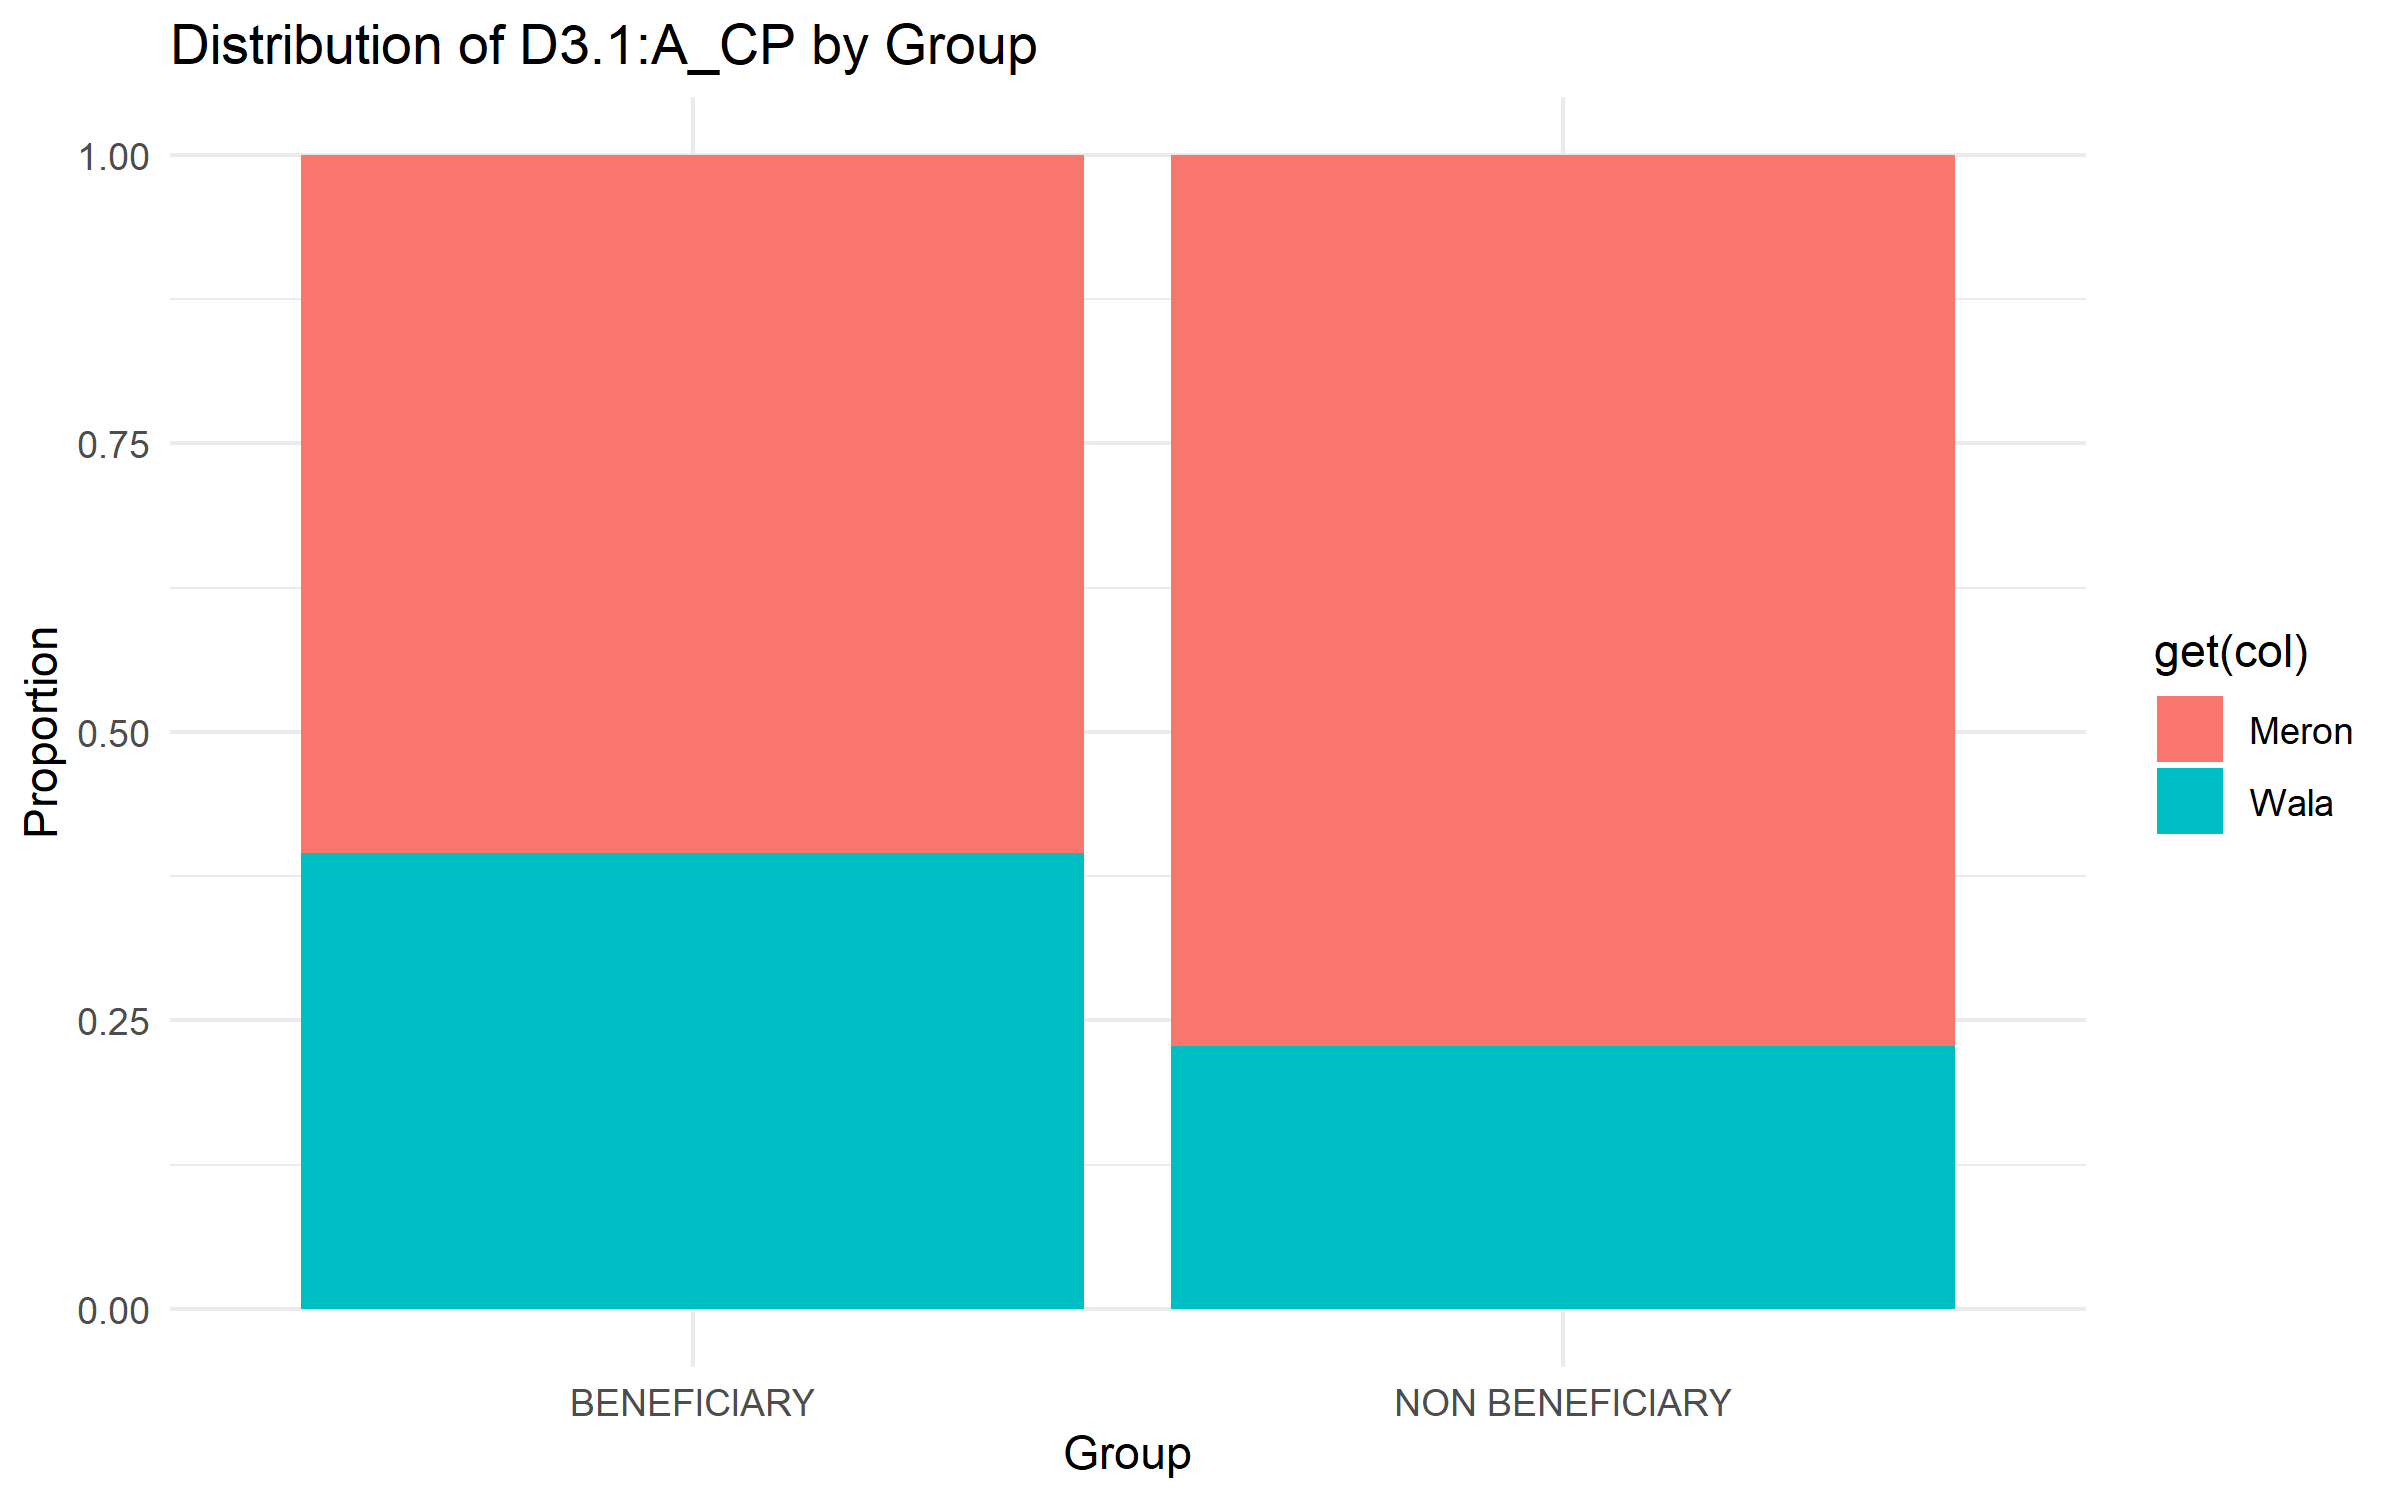 Distribution of D3.1:A_CP by Group
1.00
0.75
0.50
0.25
0.00
Proportion
BENEFICIARY
NON BENEFICIARY
Group
get(col)
Meron
Wala